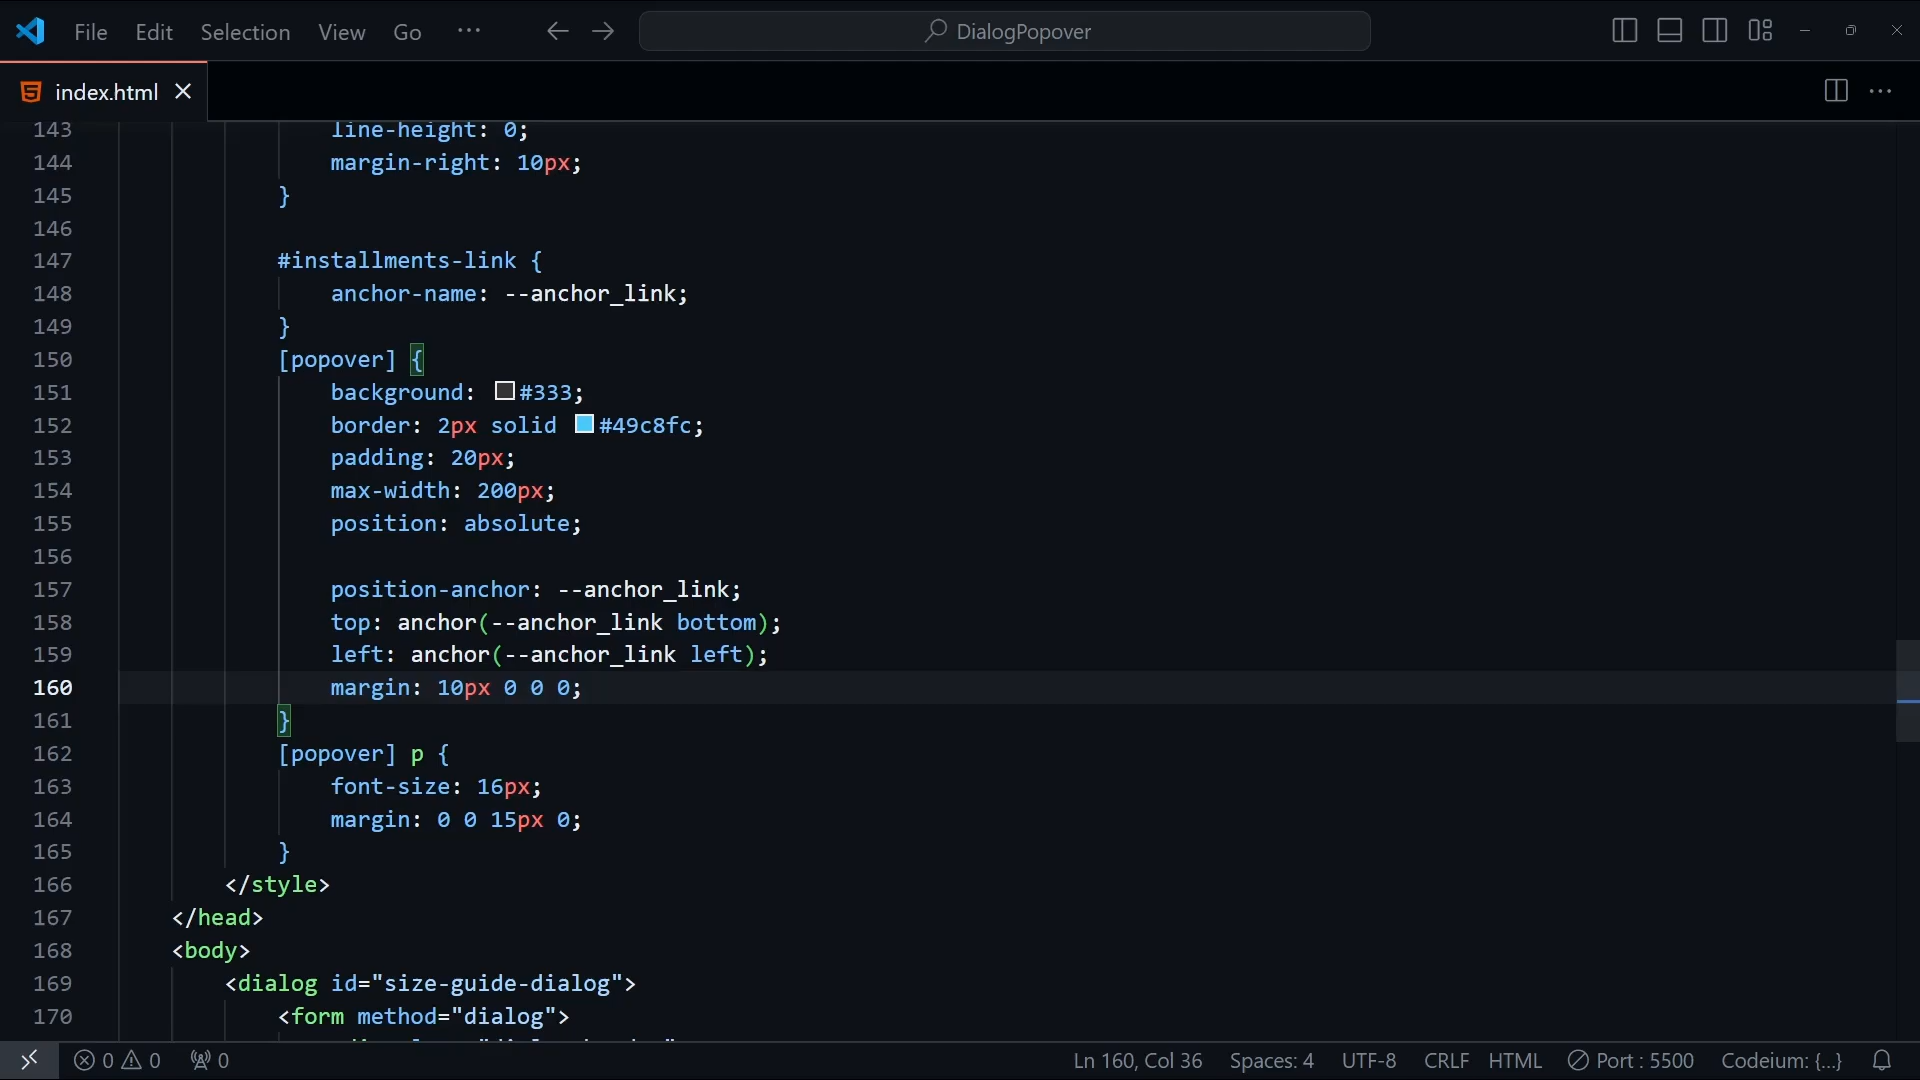 File Edit Selection View Go ··· DialogPopover
index.html
143 line-height: 0;
144 margin-right: 10px;
145 }
146
147 #installments-link {
148 anchor-name: --anchor_link;
149 }
150 [popover] {
151 background: #333;
152 border: 2px solid #49c8fc;
153 padding: 20px;
154 max-width: 200px;
155 position: absolute;
156
157 position-anchor: --anchor_link;
158 top: anchor(--anchor_link bottom);
159 left: anchor(--anchor_link left);
160 margin: 10px 0 0 0;
161 }
162 [popover] p {
163 font-size: 16px;
164 margin: 0 0 15px 0;
165 }
166 </style>
167 </head>
168 <body>
169 <dialog id="size-guide-dialog">
170 <form method="dialog">
0 0 0 Ln 160, Col 36 Spaces: 4 UTF-8 CRLF HTML Port : 5500 Codeium: {...}